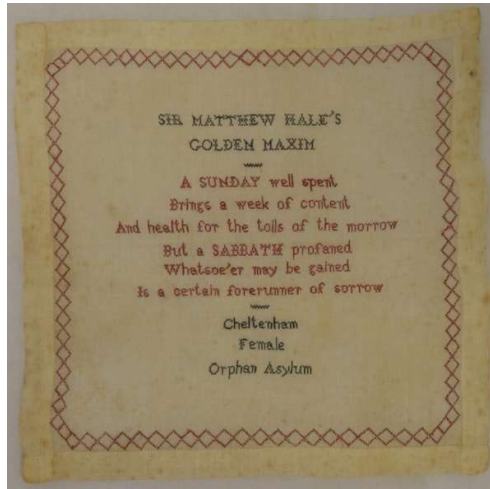 SIR MATTHEW HALE'S
GOLDEN MAXIM
A SUNDAY well spent
Brings a week of content
And health for the toils of the morrow
But a SABBATH profaned
Whatsoe'er may be gained
Is a certain forerunner of sorrow
Cheltenham
Female
Orphan Asylum